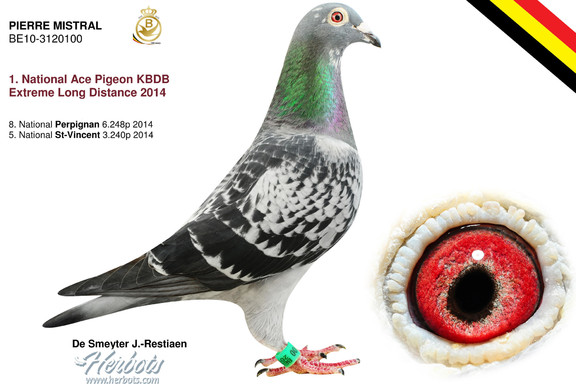 PIERRE MISTRAL
BE10-3120100
1. National Ace Pigeon KBDB
Extreme Long Distance 2014
8. National Perpignan 6.248p 2014
5. National St-Vincent 3.240p 2014
De Smeyter J.-Restiaen
Herbots
www.herbots.com